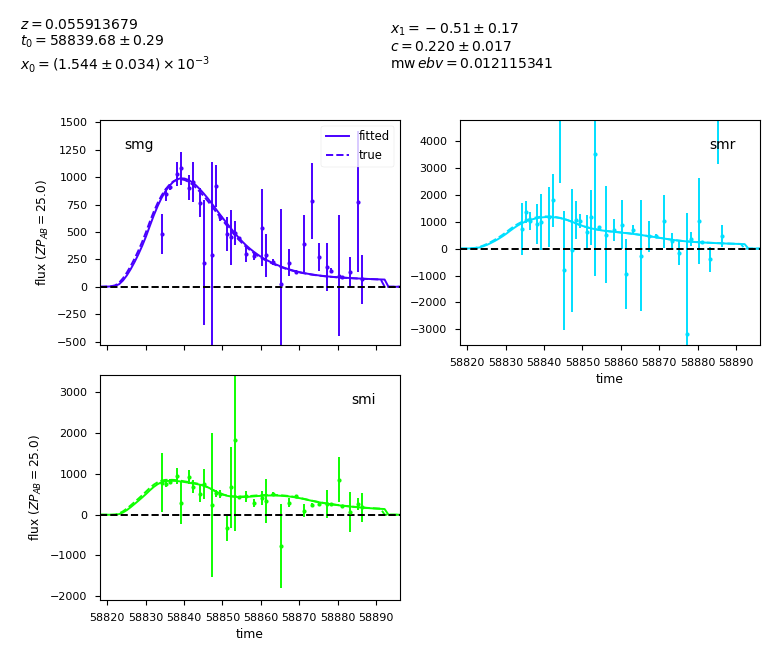 z = 0.055913679
t₀ = 58839.68 ± 0.29
x₀ = (1.544 ± 0.034) × 10⁻³
x₁ = −0.51 ± 0.17
c = 0.220 ± 0.017
mwebv = 0.012115341
smg
fitted
true
1500
1250
1000
750
500
250
0
−250
−500
flux (ZP_AB = 25.0)
smr
4000
3000
2000
1000
0
−1000
−2000
−3000
58820 58830 58840 58850 58860 58870 58880 58890
time
smi
3000
2000
1000
0
−1000
−2000
flux (ZP_AB = 25.0)
58820 58830 58840 58850 58860 58870 58880 58890
time